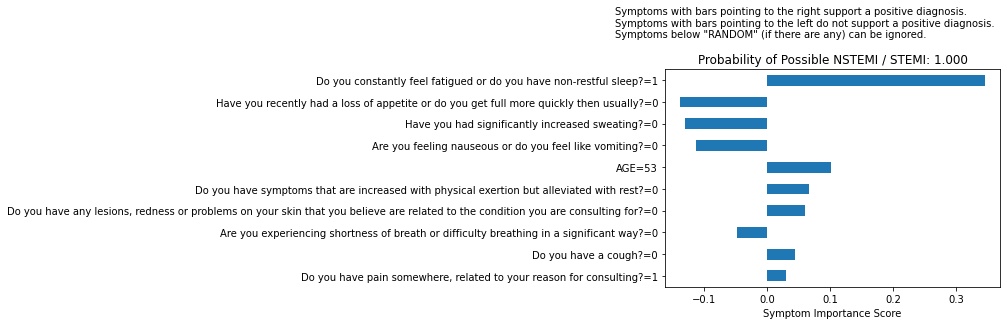 Symptoms with bars pointing to the right support a positive diagnosis.
Symptoms with bars pointing to the left do not support a positive diagnosis.
Symptoms below "RANDOM" (if there are any) can be ignored.
Probability of Possible NSTEMI / STEMI: 1.000
Do you constantly feel fatigued or do you have non-restful sleep?=1
Have you recently had a loss of appetite or do you get full more quickly then usually?=0
Have you had significantly increased sweating?=0
Are you feeling nauseous or do you feel like vomiting?=0
AGE=53
Do you have symptoms that are increased with physical exertion but alleviated with rest?=0
Do you have any lesions, redness or problems on your skin that you believe are related to the condition you are consulting for?=0
Are you experiencing shortness of breath or difficulty breathing in a significant way?=0
Do you have a cough?=0
Do you have pain somewhere, related to your reason for consulting?=1
−0.1 0.0 0.1 0.2 0.3
Symptom Importance Score